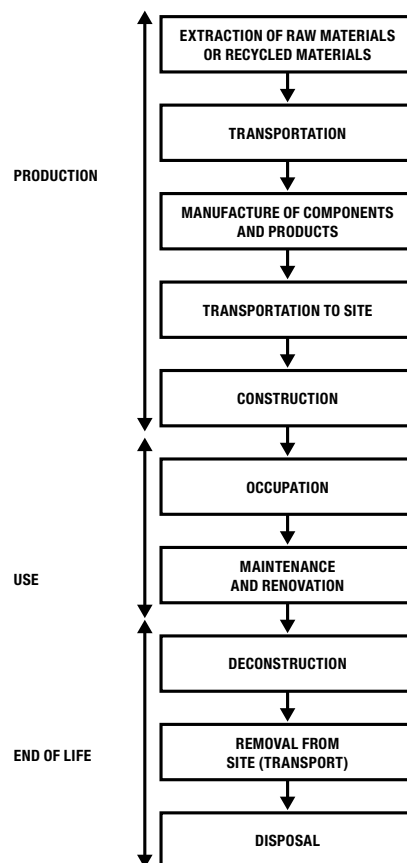 EXTRACTION OF RAW MATERIALS
OR RECYCLED MATERIALS
TRANSPORTATION
PRODUCTION
MANUFACTURE OF COMPONENTS
AND PRODUCTS
TRANSPORTATION TO SITE
CONSTRUCTION
OCCUPATION
USE
MAINTENANCE
AND RENOVATION
DECONSTRUCTION
END OF LIFE
REMOVAL FROM
SITE (TRANSPORT)
DISPOSAL